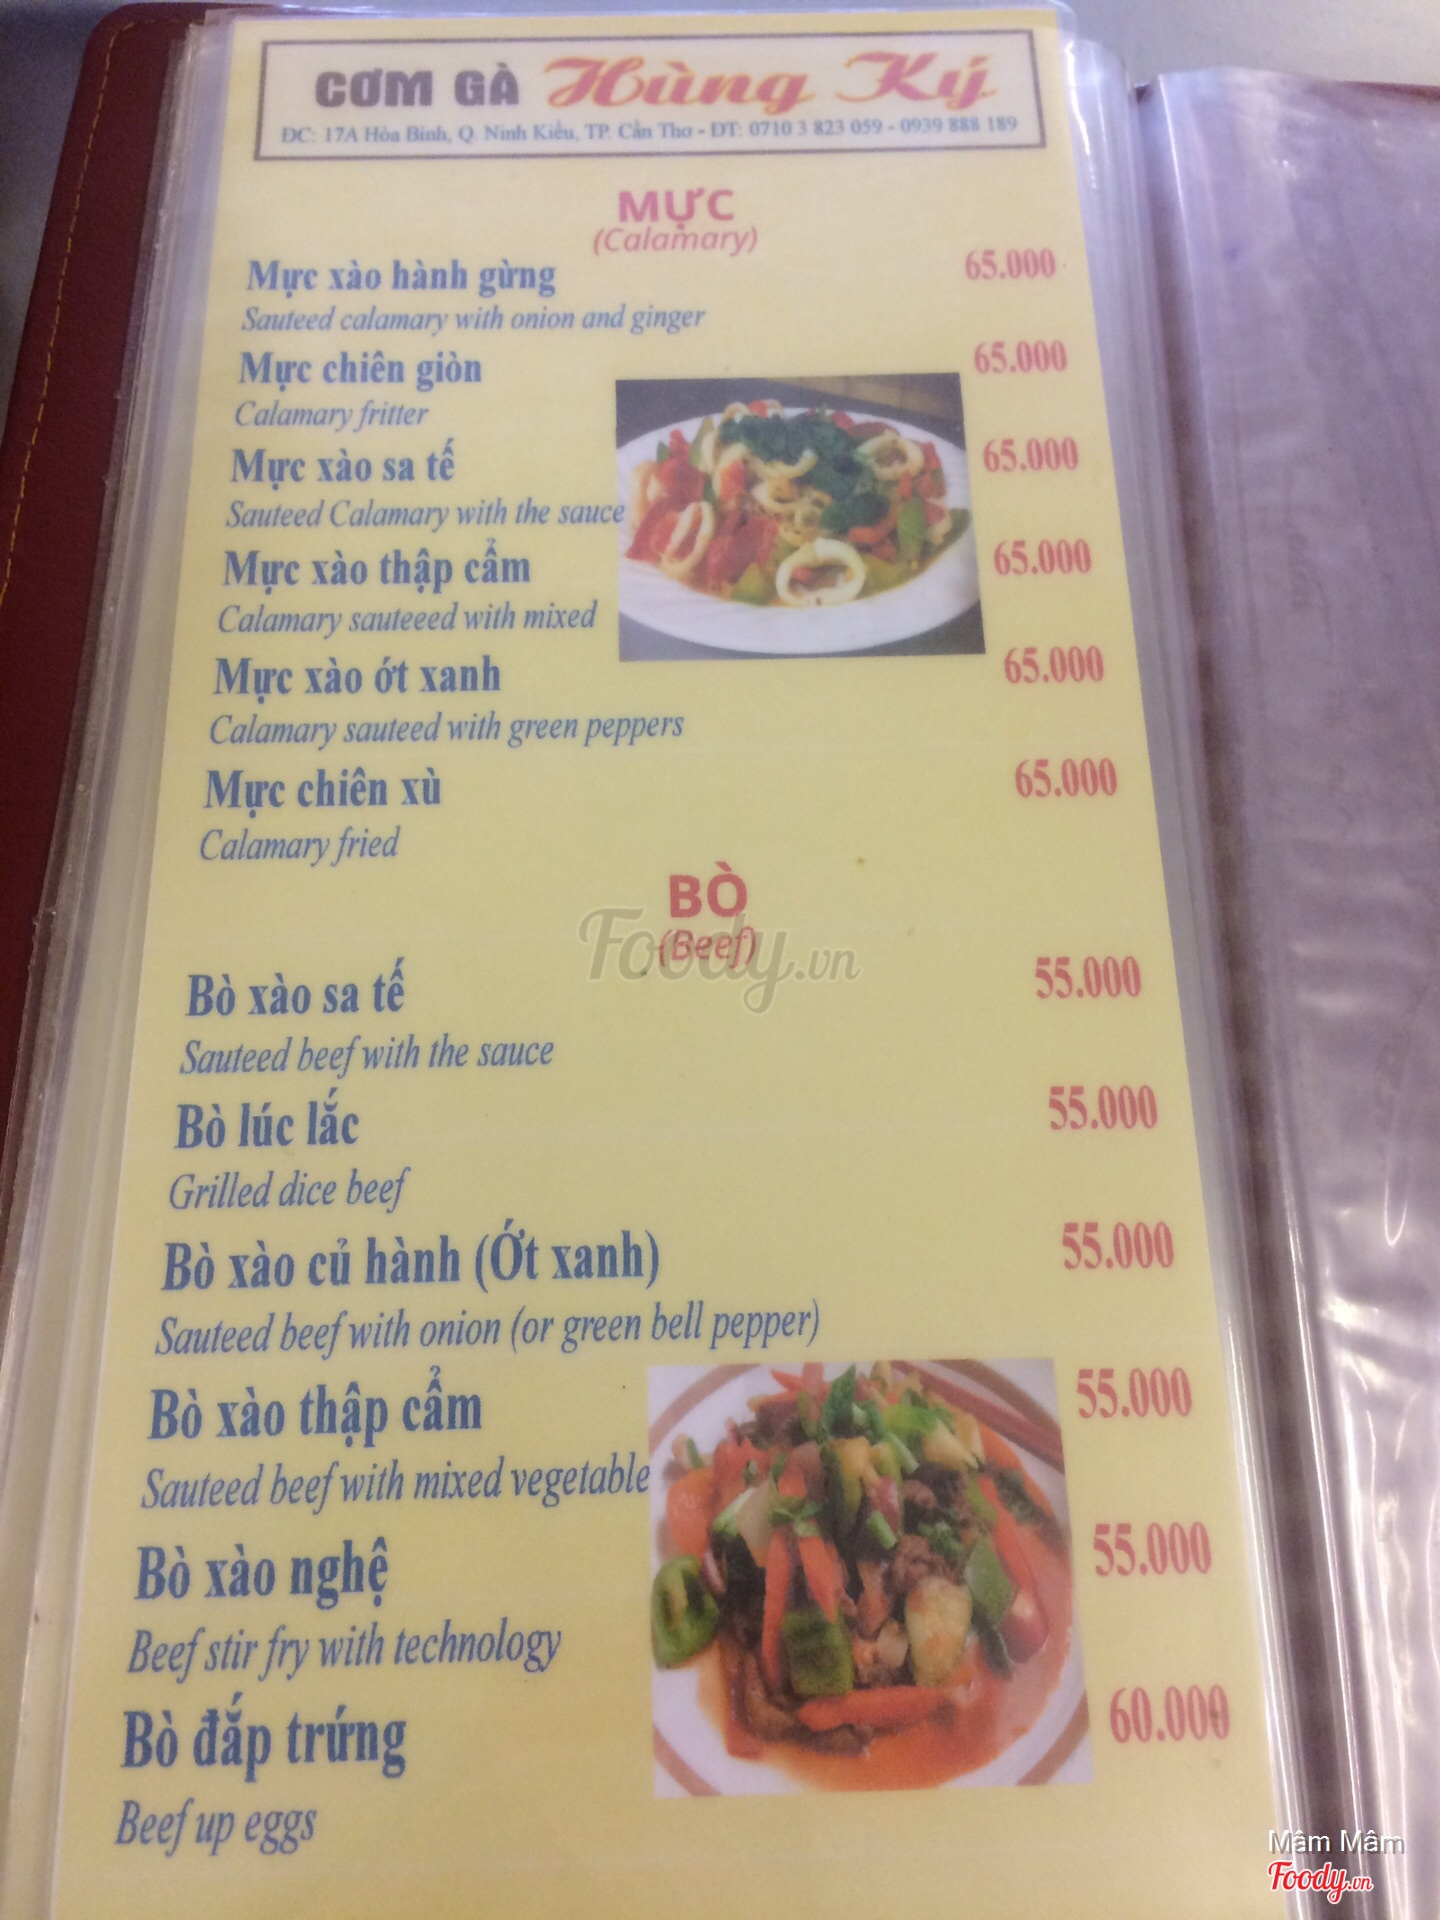 CƠM GÀ Hùng Ký
ĐC: 17A Hòa Bình, Q. Ninh Kiều, TP. Cần Thơ - ĐT: 0710 3 823 059 - 0939 888 189
MỰC
(Calamary)
Mực xào hành gừng 65.000
Sauteed calamary with onion and ginger
Mực chiên giòn 65.000
Calamary fritter
Mực xào sa tế 65.000
Sauteed Calamary with the sauce
Mực xào thập cẩm 65.000
Calamary sauteeed with mixed
Mực xào ớt xanh 65.000
Calamary sauteed with green peppers
Mực chiên xù 65.000
Calamary fried
BÒ
(Beef)
Foody.vn
Bò xào sa tế 55.000
Sauteed beef with the sauce
Bò lúc lắc 55.000
Grilled dice beef
Bò xào củ hành (Ớt xanh) 55.000
Sauteed beef with onion (or green bell pepper)
Bò xào thập cẩm 55.000
Sauteed beef with mixed vegetable
Bò xào nghệ 55.000
Beef stir fry with technology
Bò đắp trứng 60.000
Beef up eggs
Mâm Mâm
Foody.vn